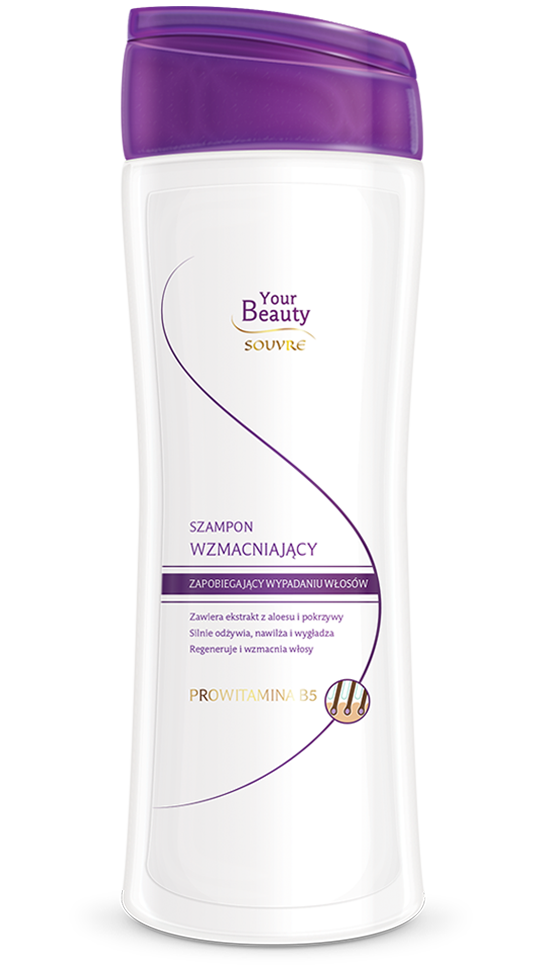 Your
Beauty
SOUVRE
SZAMPON
WZMACNIAJĄCY
ZAPOBIEGAJĄCY WYPADANIU WŁOSÓW
Zawiera ekstrakt z aloesu i pokrzywy
Silnie odżywia, nawilża i wygładza
Regeneruje i wzmacnia włosy
PROWITAMINA B5